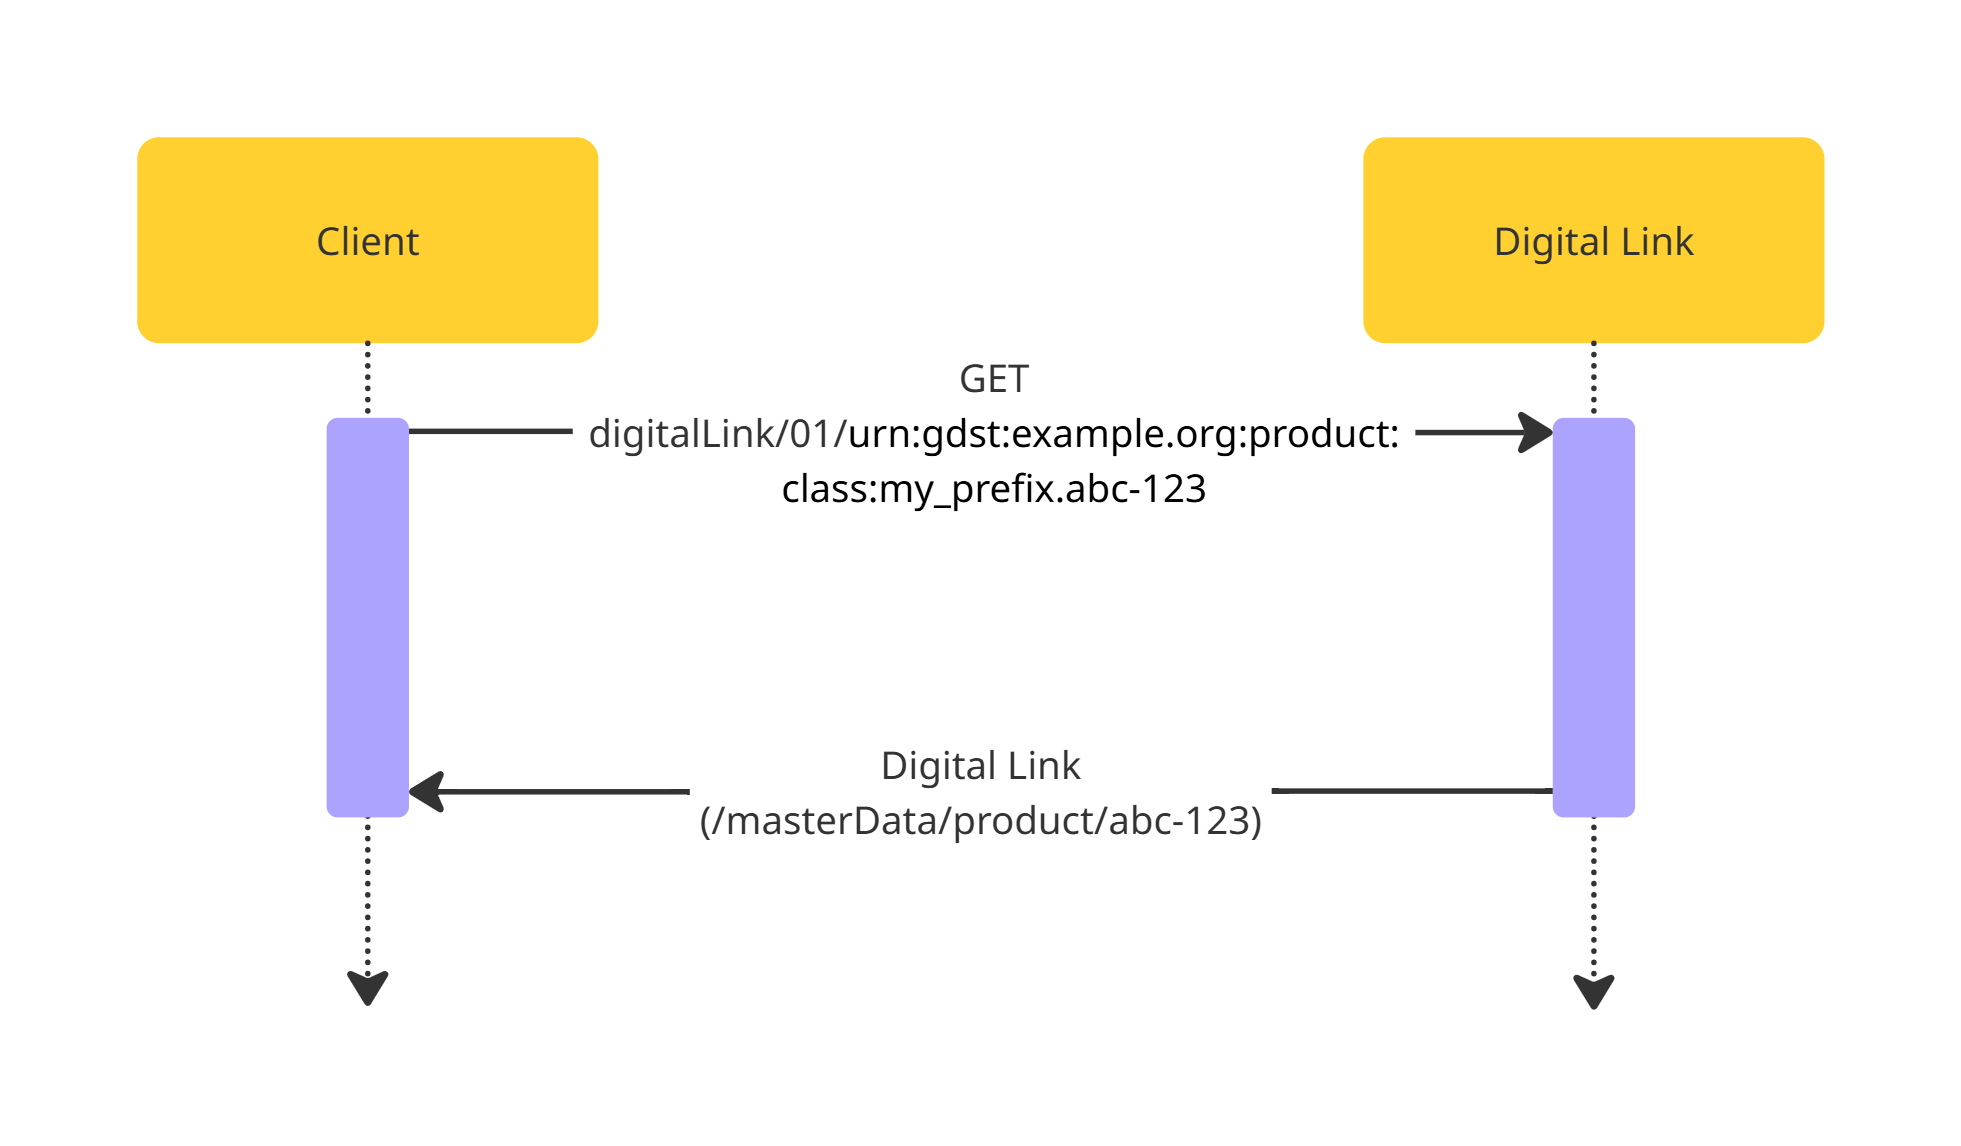 Client
Digital Link
GET
digitalLink/01/urn:gdst:example.org:product:
class:my_prefix.abc-123
Digital Link
(/masterData/product/abc-123)